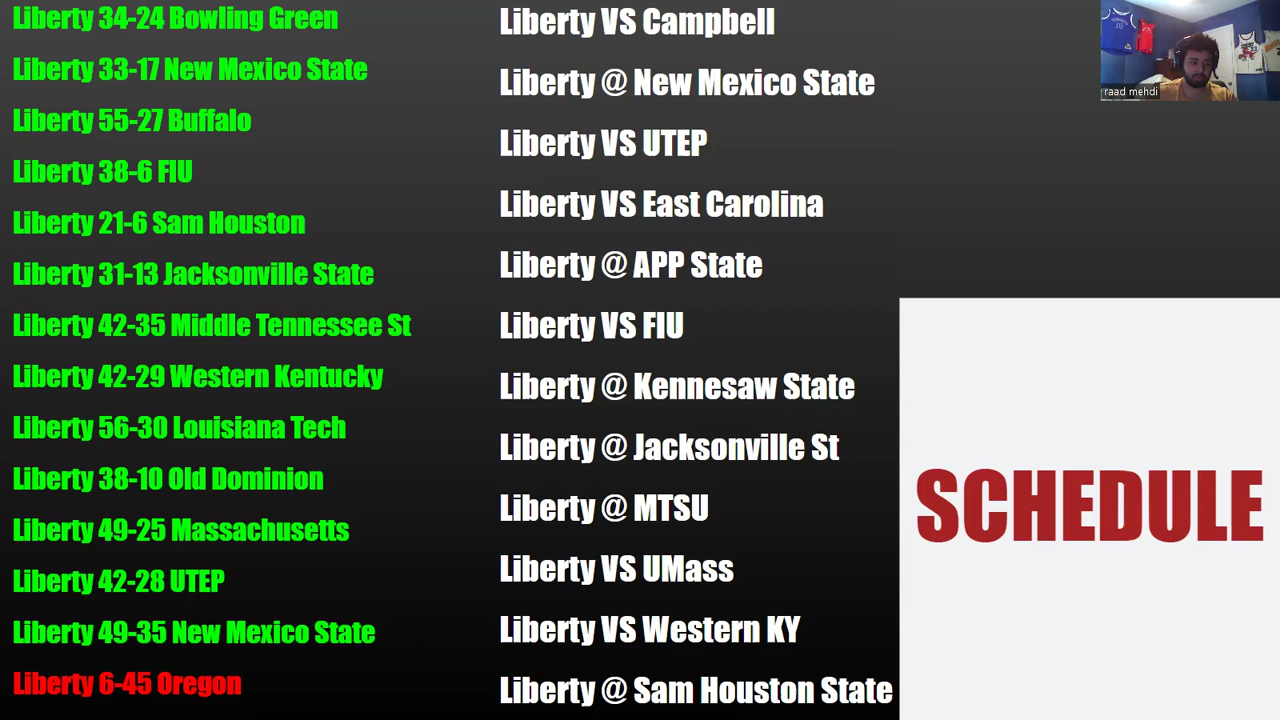 Liberty 34-24 Bowling Green
Liberty 33-17 New Mexico State
Liberty 55-27 Buffalo
Liberty 38-6 FIU
Liberty 21-6 Sam Houston
Liberty 31-13 Jacksonville State
Liberty 42-35 Middle Tennessee St
Liberty 42-29 Western Kentucky
Liberty 56-30 Louisiana Tech
Liberty 38-10 Old Dominion
Liberty 49-25 Massachusetts
Liberty 42-28 UTEP
Liberty 49-35 New Mexico State
Liberty 6-45 Oregon
Liberty VS Campbell
Liberty @ New Mexico State
Liberty VS UTEP
Liberty VS East Carolina
Liberty @ APP State
Liberty VS FIU
Liberty @ Kennesaw State
Liberty @ Jacksonville St
Liberty @ MTSU
Liberty VS UMass
Liberty VS Western KY
Liberty @ Sam Houston State
raad mehdi
SCHEDULE